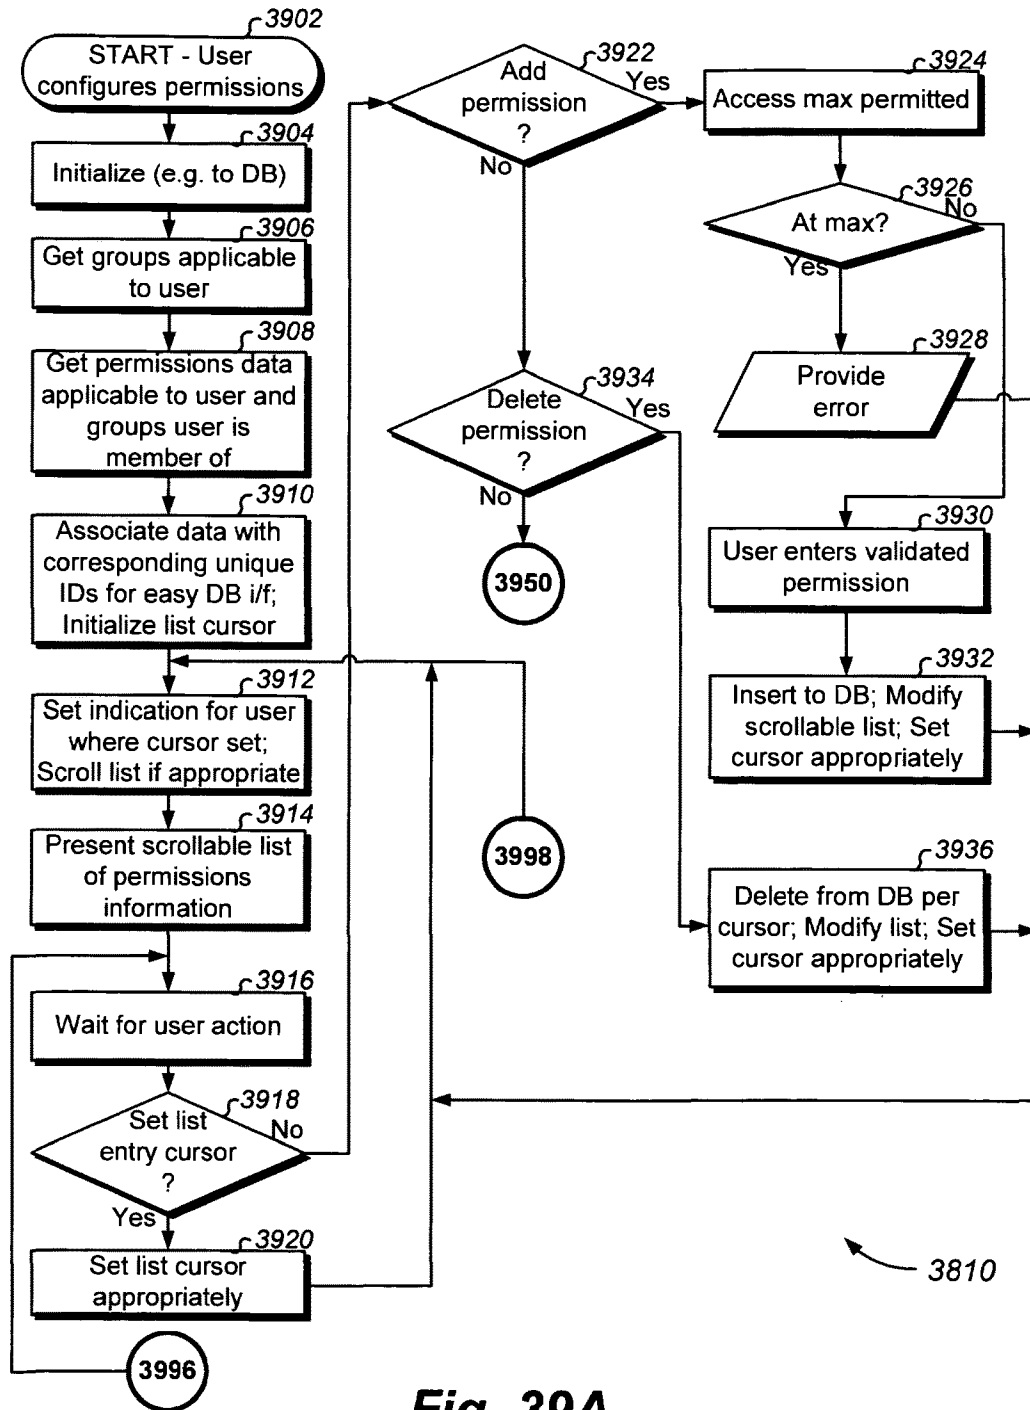 3902
START - User
configures permissions
3904
Initialize (e.g. to DB)
3906
Get groups applicable
to user
3908
Get permissions data
applicable to user and
groups user is
member of
3910
Associate data with
corresponding unique
IDs for easy DB i/f;
Initialize list cursor
3912
Set indication for user
where cursor set;
Scroll list if appropriate
3914
Present scrollable list
of permissions
information
3916
Wait for user action
3918
Set list
entry cursor
?
No
Yes
3920
Set list cursor
appropriately
3996
3922
Add
permission
?
Yes
No
3934
Delete
permission
?
Yes
No
3950
3998
3924
Access max permitted
3926
At max?
No
Yes
3928
Provide
error
3930
User enters validated
permission
3932
Insert to DB; Modify
scrollable list; Set
cursor appropriately
3936
Delete from DB per
cursor; Modify list; Set
cursor appropriately
3810
Fig. 39A